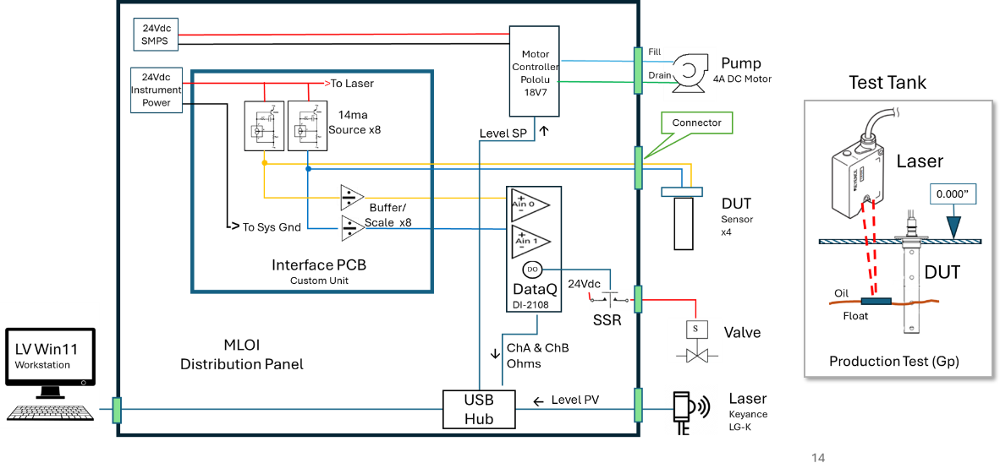 24Vdc
SMPS
24Vdc
Instrument
Power
>To Laser
14ma
Source x8
Motor
Controller
Pololu
18V7
Level SP
Fill
Drain
Pump
4A DC Motor
Connector
÷
÷
Buffer/
Scale x8
> To Sys Gnd
Interface PCB
Custom Unit
+
Ain 0
−
+
Ain 1
−
DO
DataQ
DI-2108
24Vdc
SSR
DUT
Sensor
x4
S
Valve
ChA & ChB
Ohms
MLOI
Distribution Panel
LV Win11
Workstation
USB
Hub
Level PV
Laser
Keyance
LG-K
Test Tank
KEYENCE
Laser
0.000”
DUT
Oil
Float
Production Test (Gp)
14